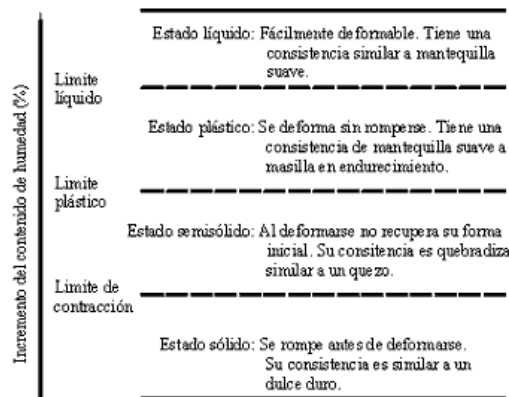 Incremento del contenido de humedad (%)
Estado líquido: Fácilmente deformable. Tiene una
consistencia similar a mantequilla
suave.
Limite
líquido
Estado plástico: Se deforma sin romperse. Tiene una
consistencia de mantequilla suave a
masilla en endurecimiento.
Limite
plástico
Estado semisólido: Al deformarse no recupera su forma
inicial. Su consitencia es quebradiza
similar a un quezo.
Limite de
contracción
Estado sólido: Se rompe antes de deformarse.
Su consistencia es similar a un
dulce duro.